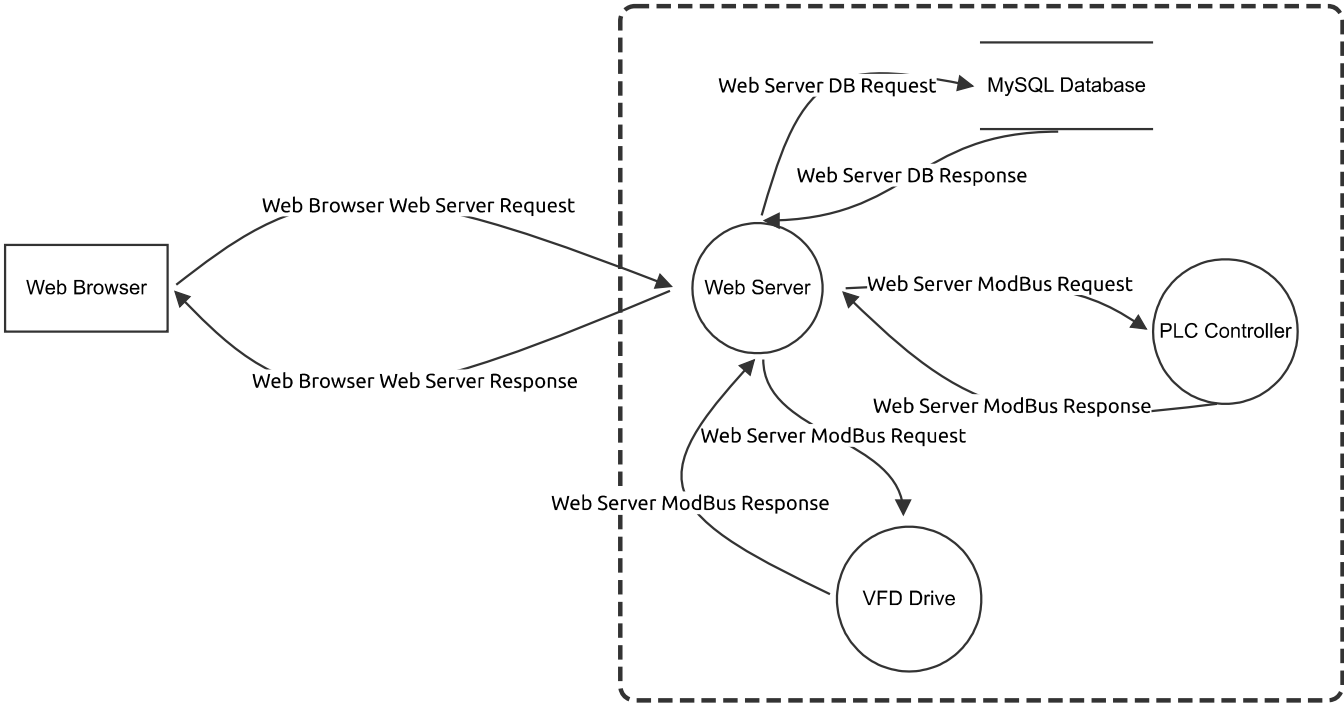 Web Server DB Request
MySQL Database
Web Server DB Response
Web Browser Web Server Request
Web Browser
Web Server
Web Server ModBus Request
PLC Controller
Web Browser Web Server Response
Web Server ModBus Response
Web Server ModBus Request
Web Server ModBus Response
VFD Drive